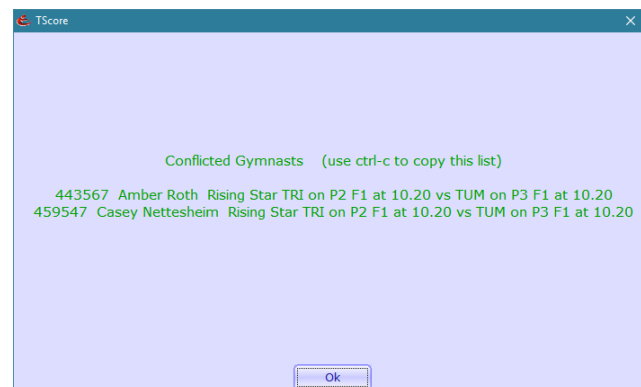 TScore
Conflicted Gymnasts (use ctrl-c to copy this list)
443567 Amber Roth Rising Star TRI on P2 F1 at 10.20 vs TUM on P3 F1 at 10.20
459547 Casey Nettesheim Rising Star TRI on P2 F1 at 10.20 vs TUM on P3 F1 at 10.20
Ok